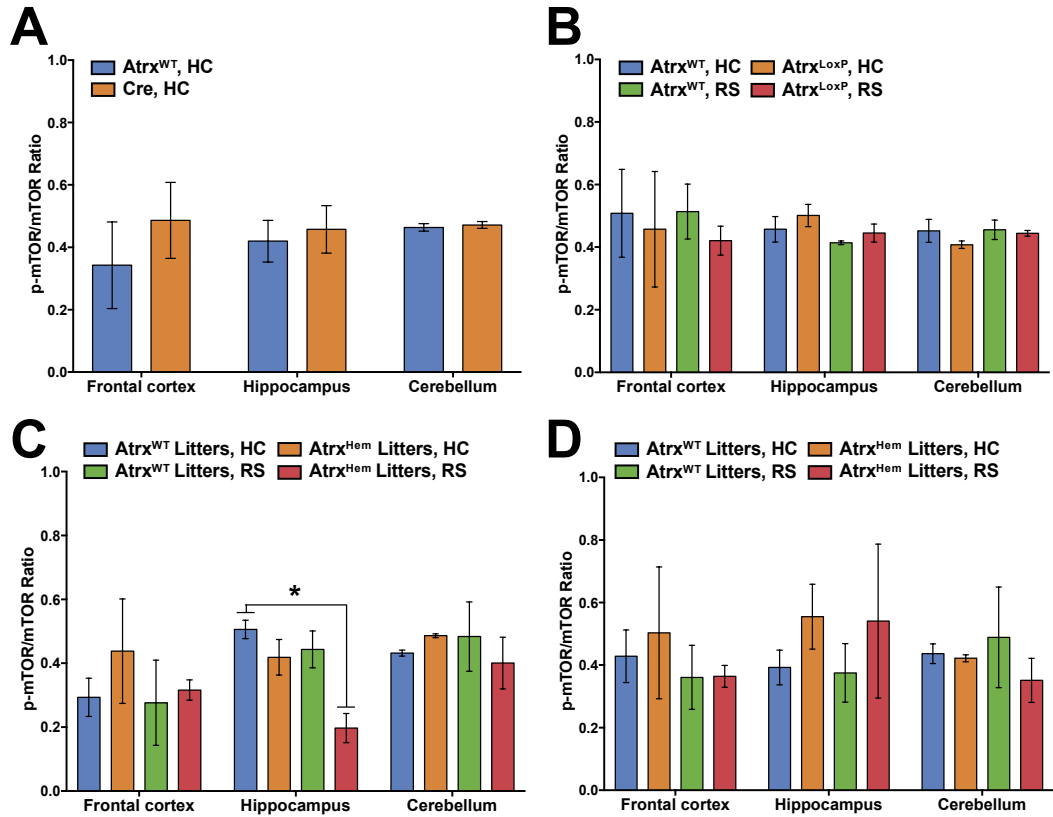 A
Atrx^WT, HC
Cre, HC
p-mTOR/mTOR Ratio
1.0
0.8
0.6
0.4
0.2
0.0
Frontal cortex Hippocampus Cerebellum
B
Atrx^WT, HC Atrx^LoxP, HC
Atrx^WT, RS Atrx^LoxP, RS
p-mTOR/mTOR Ratio
1.0
0.8
0.6
0.4
0.2
0.0
Frontal cortex Hippocampus Cerebellum
C
Atrx^WT Litters, HC Atrx^Hem Litters, HC
Atrx^WT Litters, RS Atrx^Hem Litters, RS
p-mTOR/mTOR Ratio
1.0
0.8
0.6
0.4
0.2
0.0
*
Frontal cortex Hippocampus Cerebellum
D
Atrx^WT Litters, HC Atrx^Hem Litters, HC
Atrx^WT Litters, RS Atrx^Hem Litters, RS
p-mTOR/mTOR Ratio
1.0
0.8
0.6
0.4
0.2
0.0
Frontal cortex Hippocampus Cerebellum